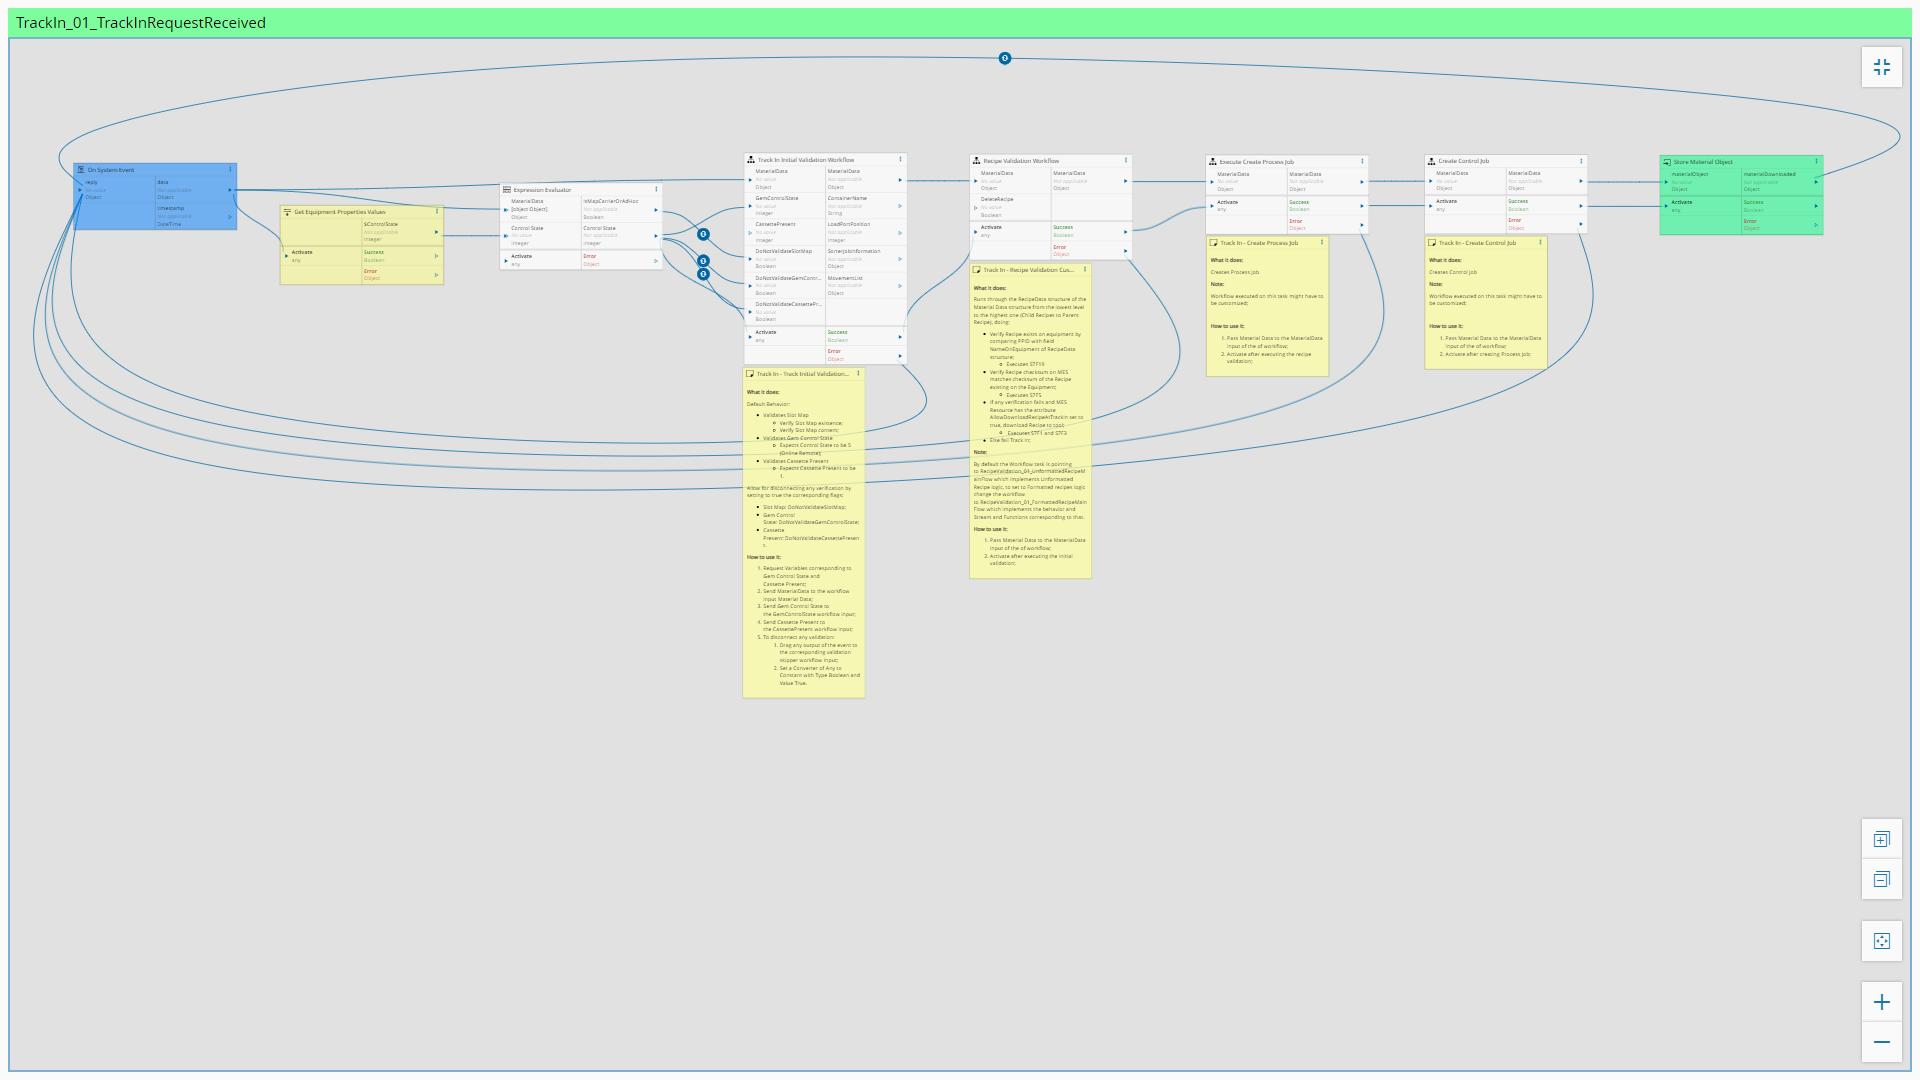 TrackIn_01_TrackInRequestReceived
On System Event
reply
No value
Object
data
Not applicable
Object
timestamp
Not applicable
DateTime
Get Equipment Properties Values
$ControlState
Not applicable
Integer
Activate
any
Success
Boolean
Error
Object
Expression Evaluator
MaterialData
[object Object]
Object
isMapCarrierOrAdHoc
Not applicable
Boolean
Control State
No value
Integer
Control State
Not applicable
Integer
Activate
any
Error
Object
Track In Initial Validation Workflow
MaterialData
No value
Object
MaterialData
Not applicable
Object
GemControlState
No value
Integer
ContainerName
Not applicable
String
CassettePresent
No value
Integer
LoadPortPosition
Not applicable
Integer
DoNotValidateSlotMap
No value
Boolean
SorterJobInformation
Not applicable
Object
DoNotValidateGemContr...
No value
Boolean
MovementList
Not applicable
Object
DoNotValidateCassettePr...
No value
Boolean
Activate
any
Success
Boolean
Error
Object
Track In - Track Initial Validation...
What it does:
Default Behavior:
Validates Slot Map
Verify Slot Map existence;
Verify Slot Map content;
Validates Gem Control State
Expects Control State to be 5
(Online Remote);
Validates Cassette Present
Expects Cassette Present to be
1.
Allow for disconnecting any verification by
setting to true the corresponding flags:
Slot Map: DoNotValidateSlotMap;
Gem Control
State: DoNotValidateGemControlState;
Cassette
Present: DoNotValidateCassettePresen
t.
How to use it:
1. Request Variables corresponding to
Gem Control State and
Cassette Present;
2. Send MaterialData to the workflow
input Material Data;
3. Send Gem Control State to
the GemControlState workflow input;
4. Send Cassette Present to
the CassettePresent workflow input;
5. To disconnect any validation:
1. Drag any output of the event to
the corresponding validation
skipper workflow input;
2. Set a Converter of Any to
Constant with Type Boolean and
Value True.
Recipe Validation Workflow
MaterialData
No value
Object
MaterialData
Not applicable
Object
DeleteRecipe
No value
Boolean
Activate
any
Success
Boolean
Error
Object
Track In - Recipe Validation Cus...
What it does:
Runs through the RecipeData structure of the
Material Data structure from the lowest level
to the highest one (Child Recipes to Parent
Recipe), doing:
Verify Recipe exists on equipment by
comparing PPID with field
NameOnEquipment of RecipeData
structure;
Executes S7F19
Verify Recipe checksum on MES
matches checksum of the Recipe
existing on the Equipment;
Executes S7F5
If any verification fails and MES
Resource has the attribute
AllowDownloadRecipeAtTrackIn set to
true, download Recipe to tool;
Executes S7F1 and S7F3
Else fail Track In;
Note:
By default the Workflow task is pointing
to RecipeValidation_01_UnformattedRecipeM
ainFlow which implements Unformatted
Recipe logic, to set to Formatted recipes logic
change the workflow
to RecipeValidation_01_FormattedRecipeMain
Flow which implements the behavior and
Stream and Functions corresponding to that.
How to use it:
1. Pass Material Data to the MaterialData
input of the of workflow;
2. Activate after executing the initial
validation;
Execute Create Process Job
MaterialData
No value
Object
MaterialData
Not applicable
Object
Activate
any
Success
Boolean
Error
Object
Track In - Create Process Job
What it does:
Creates Process Job
Note:
Workflow executed on this task might have to
be customized;
How to use it:
1. Pass Material Data to the MaterialData
input of the of workflow;
2. Activate after executing the recipe
validation;
Create Control Job
MaterialData
No value
Object
MaterialData
Not applicable
Object
Activate
any
Success
Boolean
Error
Object
Track In - Create Control Job
What it does:
Creates Control Job
Note:
Workflow executed on this task might have to
be customized;
How to use it:
1. Pass Material Data to the MaterialData
input of the of workflow;
2. Activate after creating Process Job;
Store Material Object
materialObject
No value
Object
materialDownloaded
Not applicable
Object
Activate
any
Success
Boolean
Error
Object